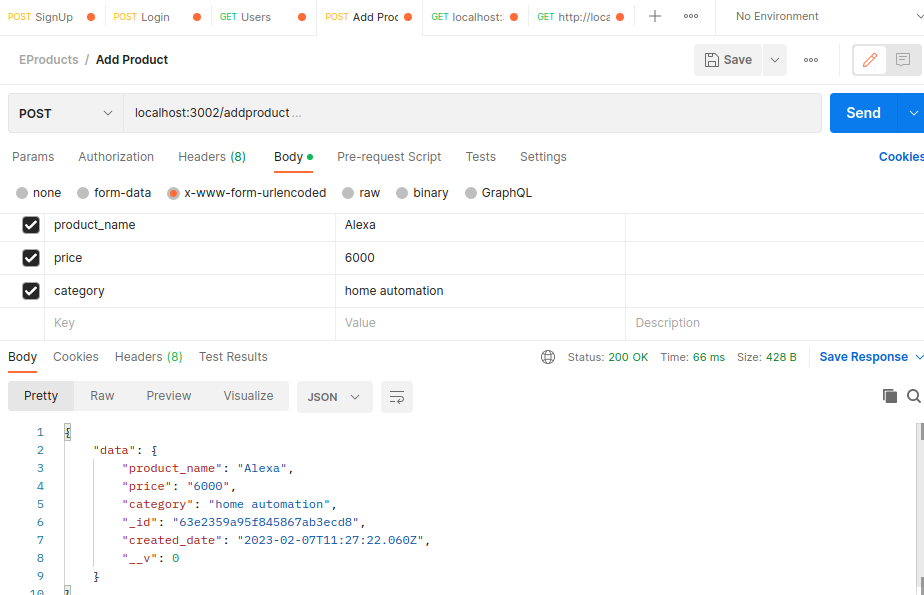 POST SignUp POST Login GET Users POST Add Proc GET localhost: GET http://loca No Environment
EProducts / Add Product Save
POST localhost:3002/addproduct... Send
Params Authorization Headers (8) Body Pre-request Script Tests Settings Cookies
none form-data x-www-form-urlencoded raw binary GraphQL
product_name Alexa
price 6000
category home automation
Key Value Description
Body Cookies Headers (8) Test Results Status: 200 OK Time: 66 ms Size: 428 B Save Response
Pretty Raw Preview Visualize JSON
1 {
2 "data": {
3 "product_name": "Alexa",
4 "price": "6000",
5 "category": "home automation",
6 "_id": "63e2359a95f845867ab3ecd8",
7 "created_date": "2023-02-07T11:27:22.060Z",
8 "__v": 0
9 }
10 }